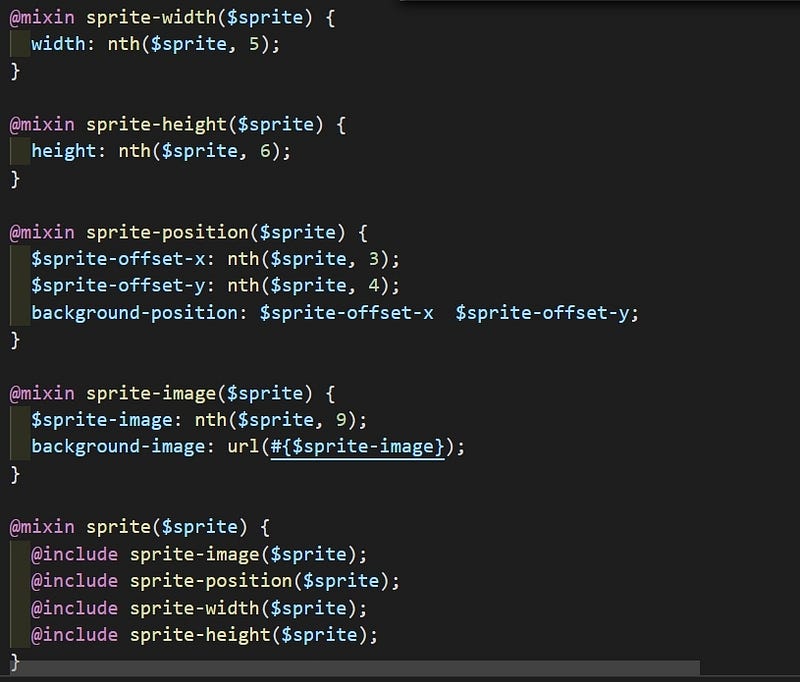 @mixin sprite-width($sprite) {
  width: nth($sprite, 5);
}

@mixin sprite-height($sprite) {
  height: nth($sprite, 6);
}

@mixin sprite-position($sprite) {
  $sprite-offset-x: nth($sprite, 3);
  $sprite-offset-y: nth($sprite, 4);
  background-position: $sprite-offset-x  $sprite-offset-y;
}

@mixin sprite-image($sprite) {
  $sprite-image: nth($sprite, 9);
  background-image: url(#{$sprite-image});
}

@mixin sprite($sprite) {
  @include sprite-image($sprite);
  @include sprite-position($sprite);
  @include sprite-width($sprite);
  @include sprite-height($sprite);
}